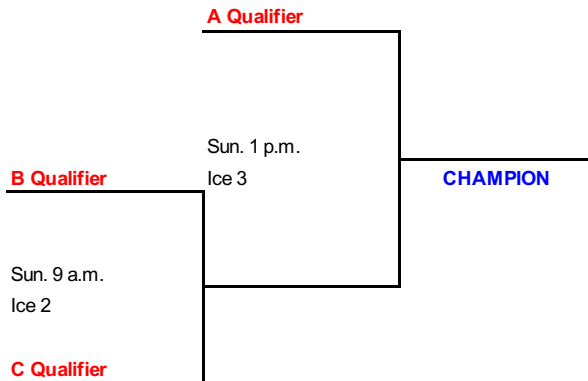 A Qualifier
Sun. 1 p.m.
Ice 3
B Qualifier
CHAMPION
Sun. 9 a.m.
Ice 2
C Qualifier